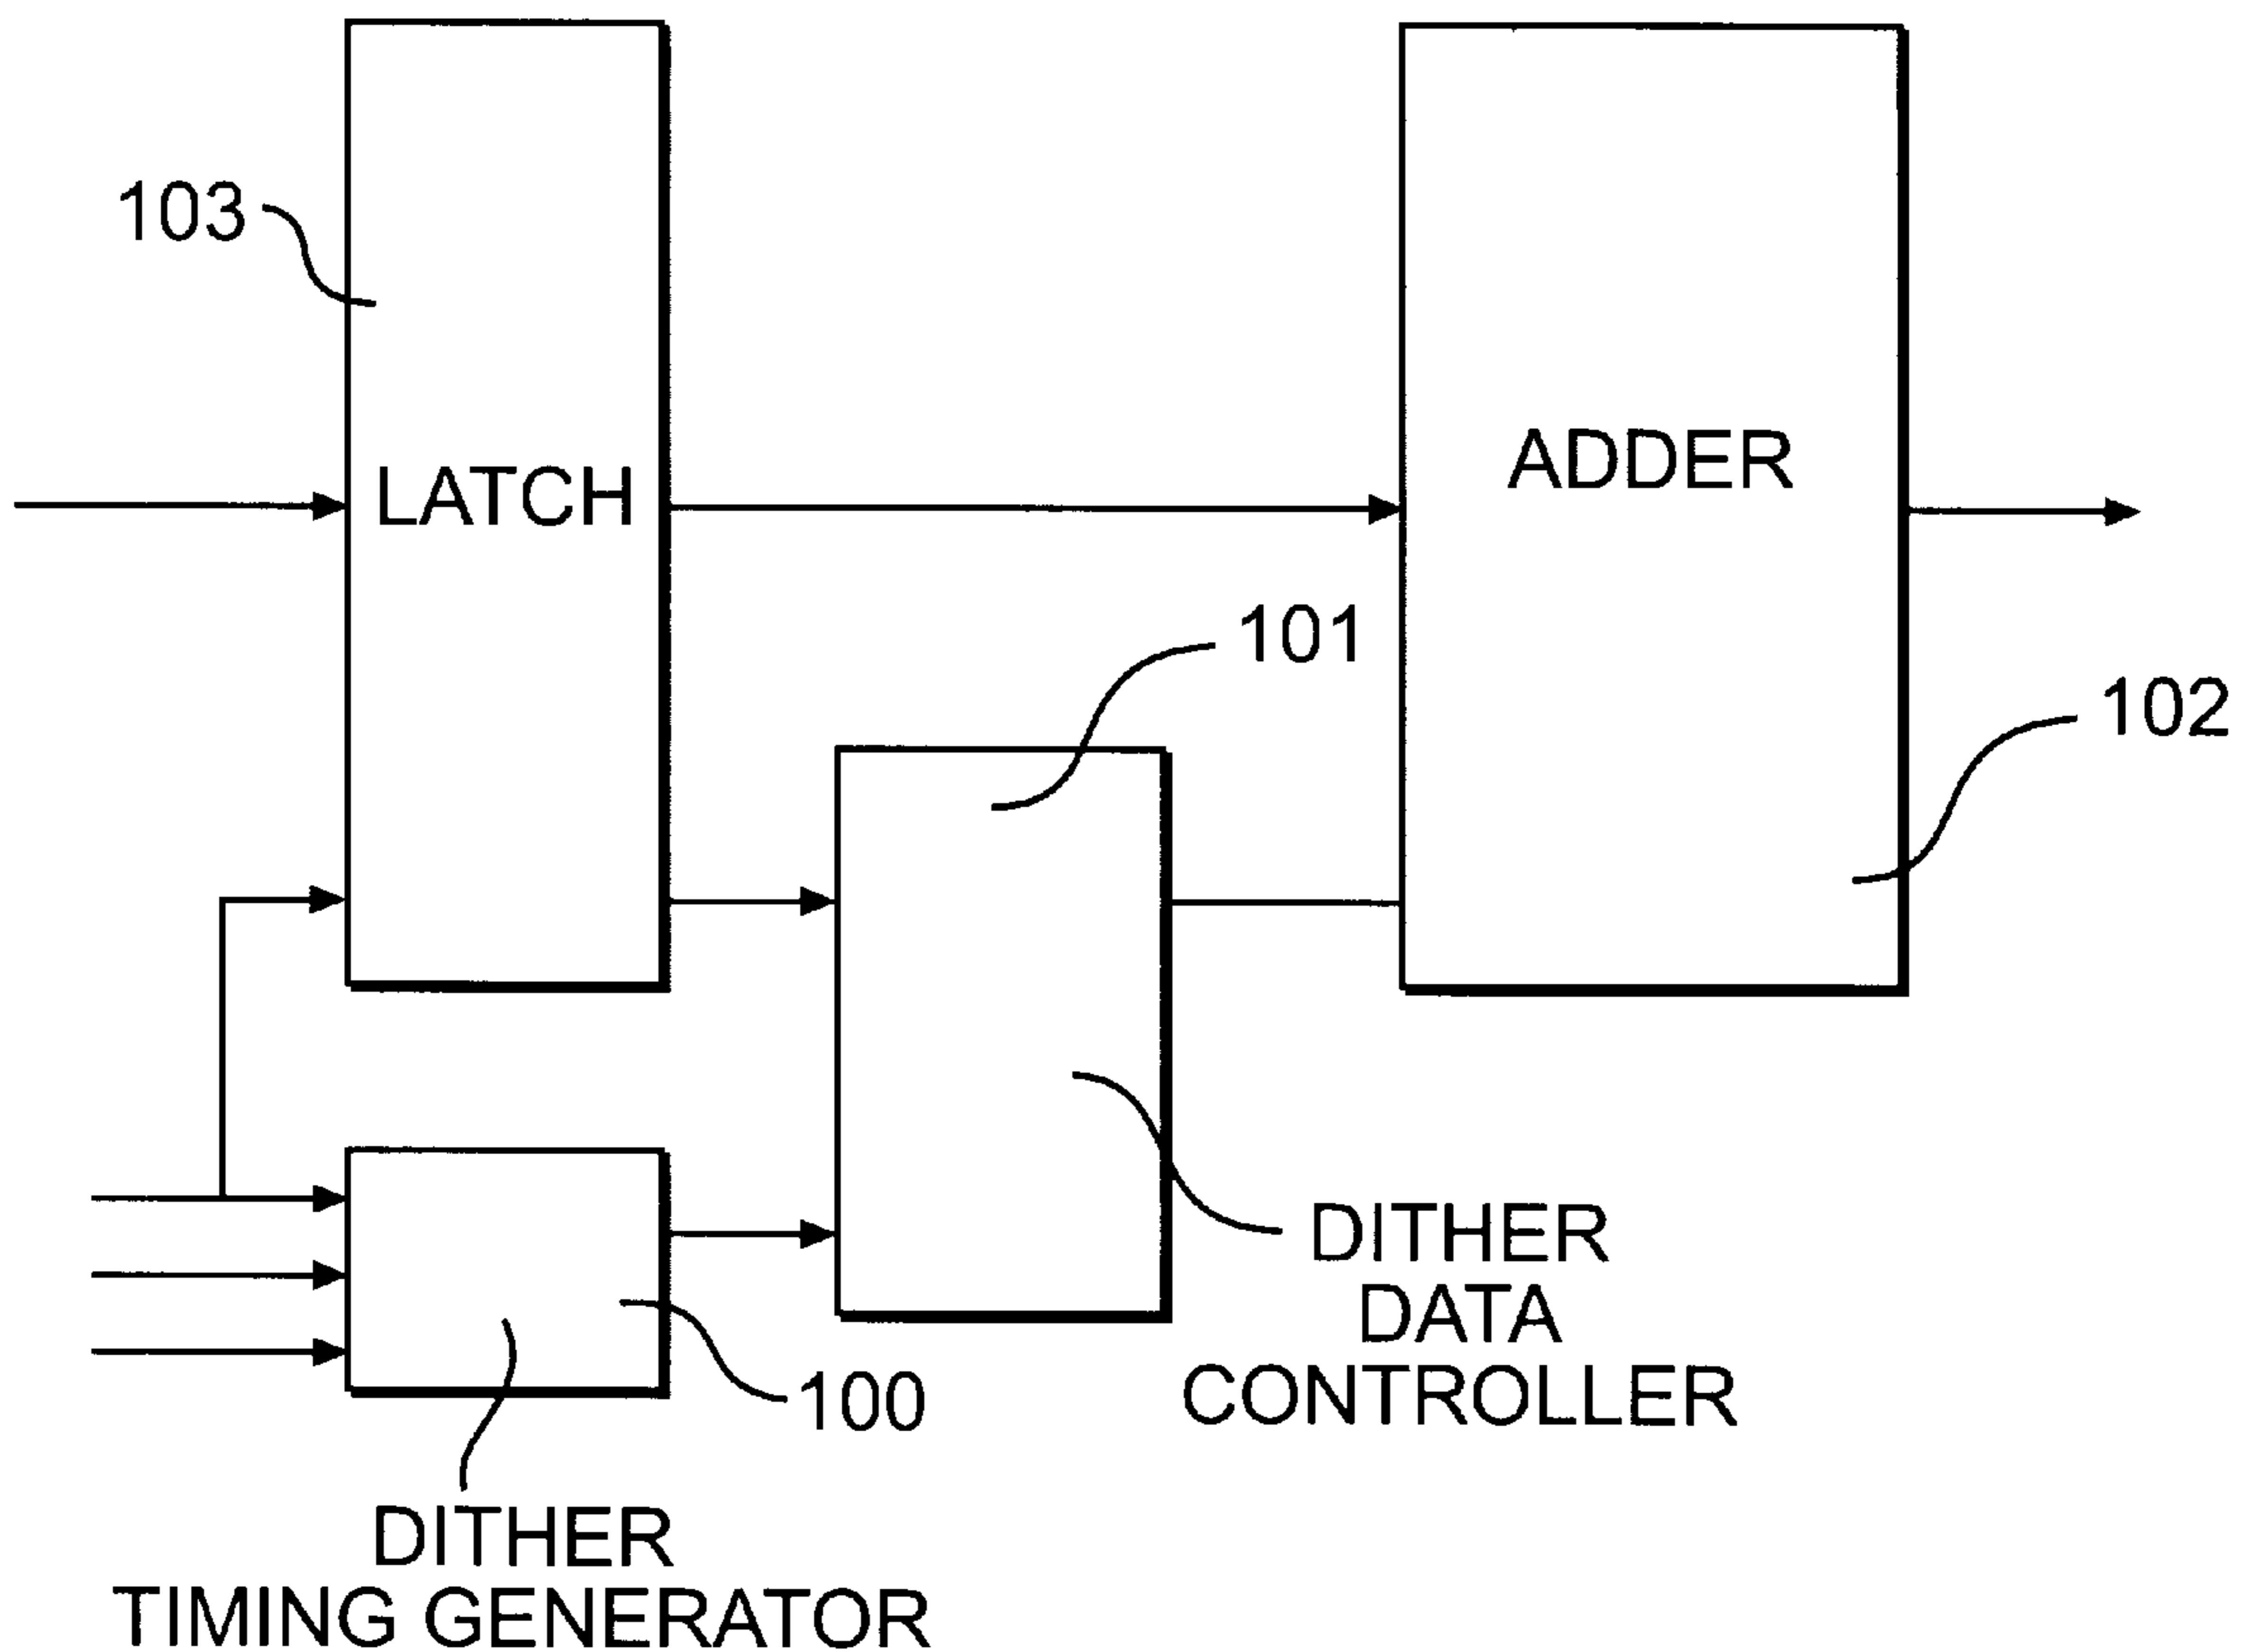 103
LATCH
ADDER
101
102
DITHER
DATA
CONTROLLER
100
DITHER
TIMING GENERATOR